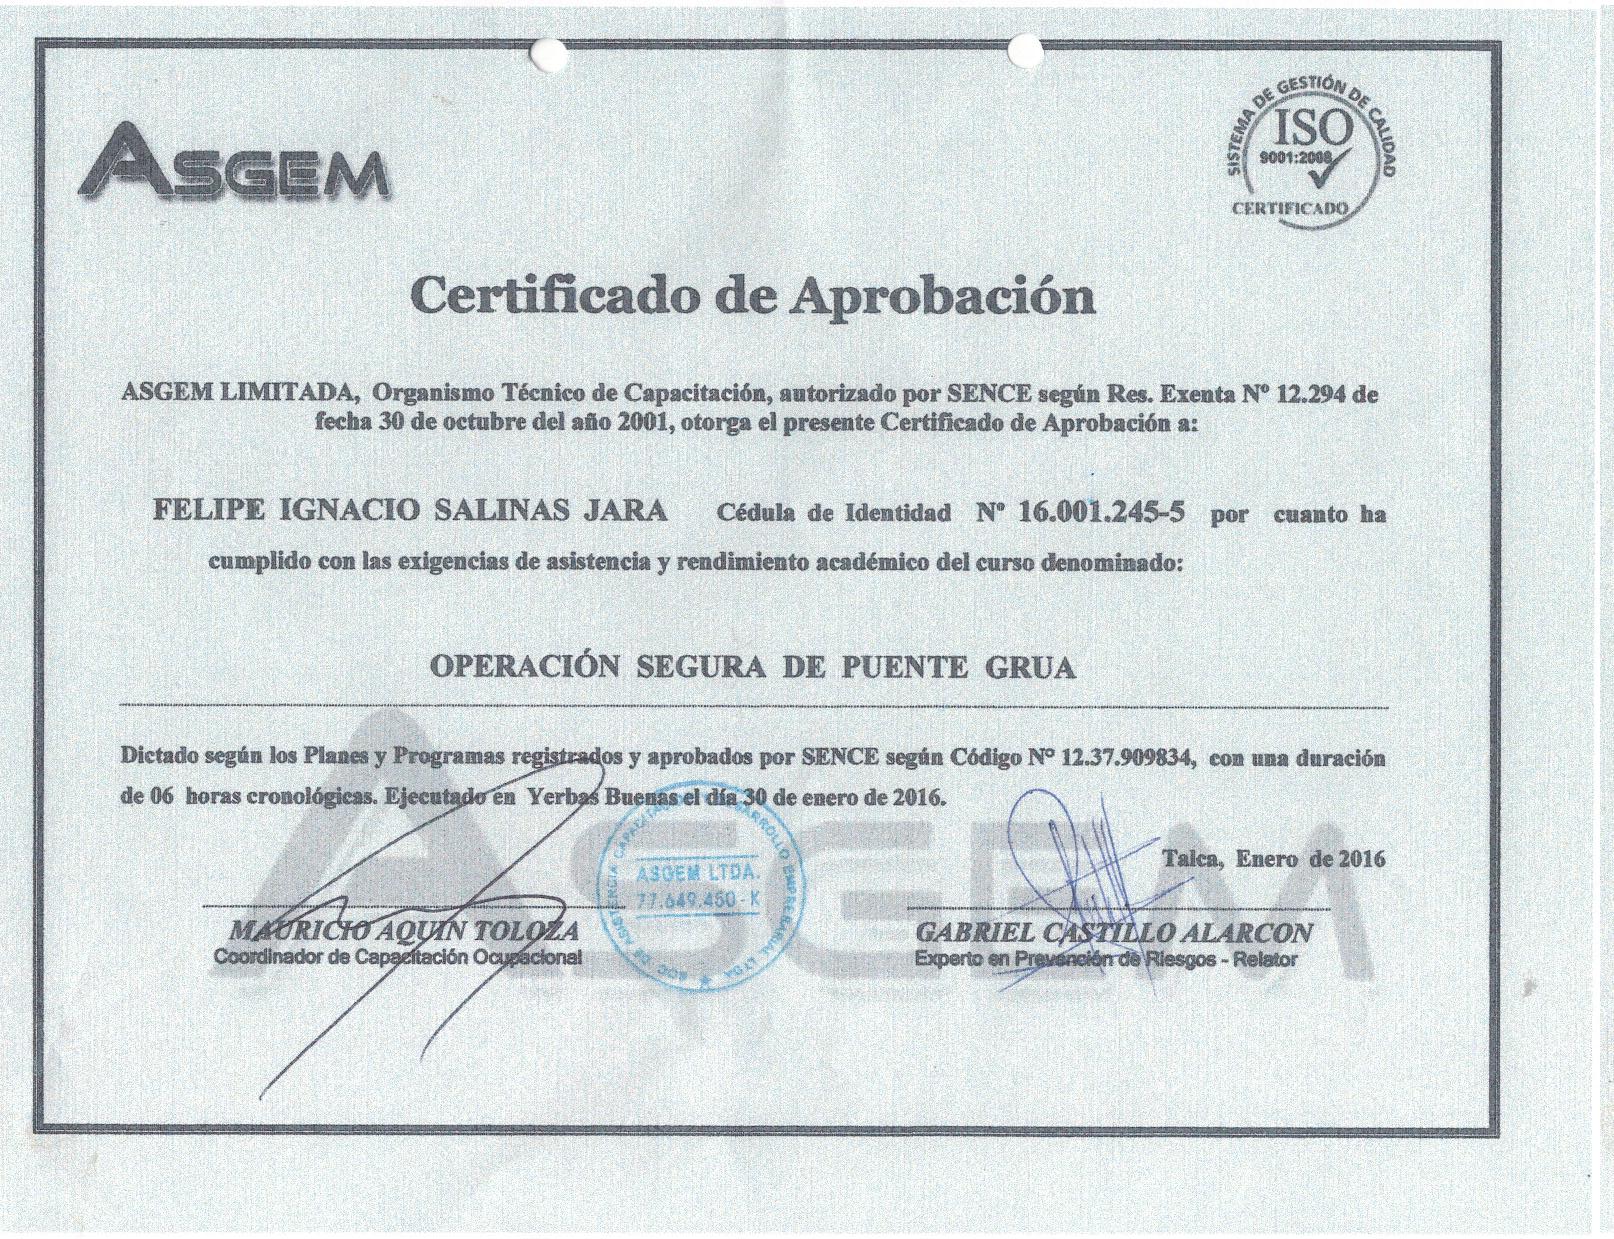 ASGEM
SISTEMA DE GESTIÓN DE CALIDAD
ISO
9001:2008
CERTIFICADO
Certificado de Aprobación
ASGEM LIMITADA, Organismo Técnico de Capacitación, autorizado por SENCE según Res. Exenta Nº 12.294 de
fecha 30 de octubre del año 2001, otorga el presente Certificado de Aprobación a:
FELIPE IGNACIO SALINAS JARA Cédula de Identidad Nº 16.001.245-5 por cuanto ha
cumplido con las exigencias de asistencia y rendimiento académico del curso denominado:
OPERACIÓN SEGURA DE PUENTE GRUA
Dictado según los Planes y Programas registrados y aprobados por SENCE según Código Nº 12.37.909834, con una duración
de 06 horas cronológicas. Ejecutado en Yerbas Buenas el día 30 de enero de 2016.
Talca, Enero de 2016
SOC. DE ASISTENCIA CAPACITACION Y DESARROLLO EMPRESARIAL LTDA
ASGEM LTDA.
77.649.450-K
MAURICIO AQUIN TOLOZA
Coordinador de Capacitación Ocupacional
GABRIEL CASTILLO ALARCON
Experto en Prevención de Riesgos - Relator
ASGEM